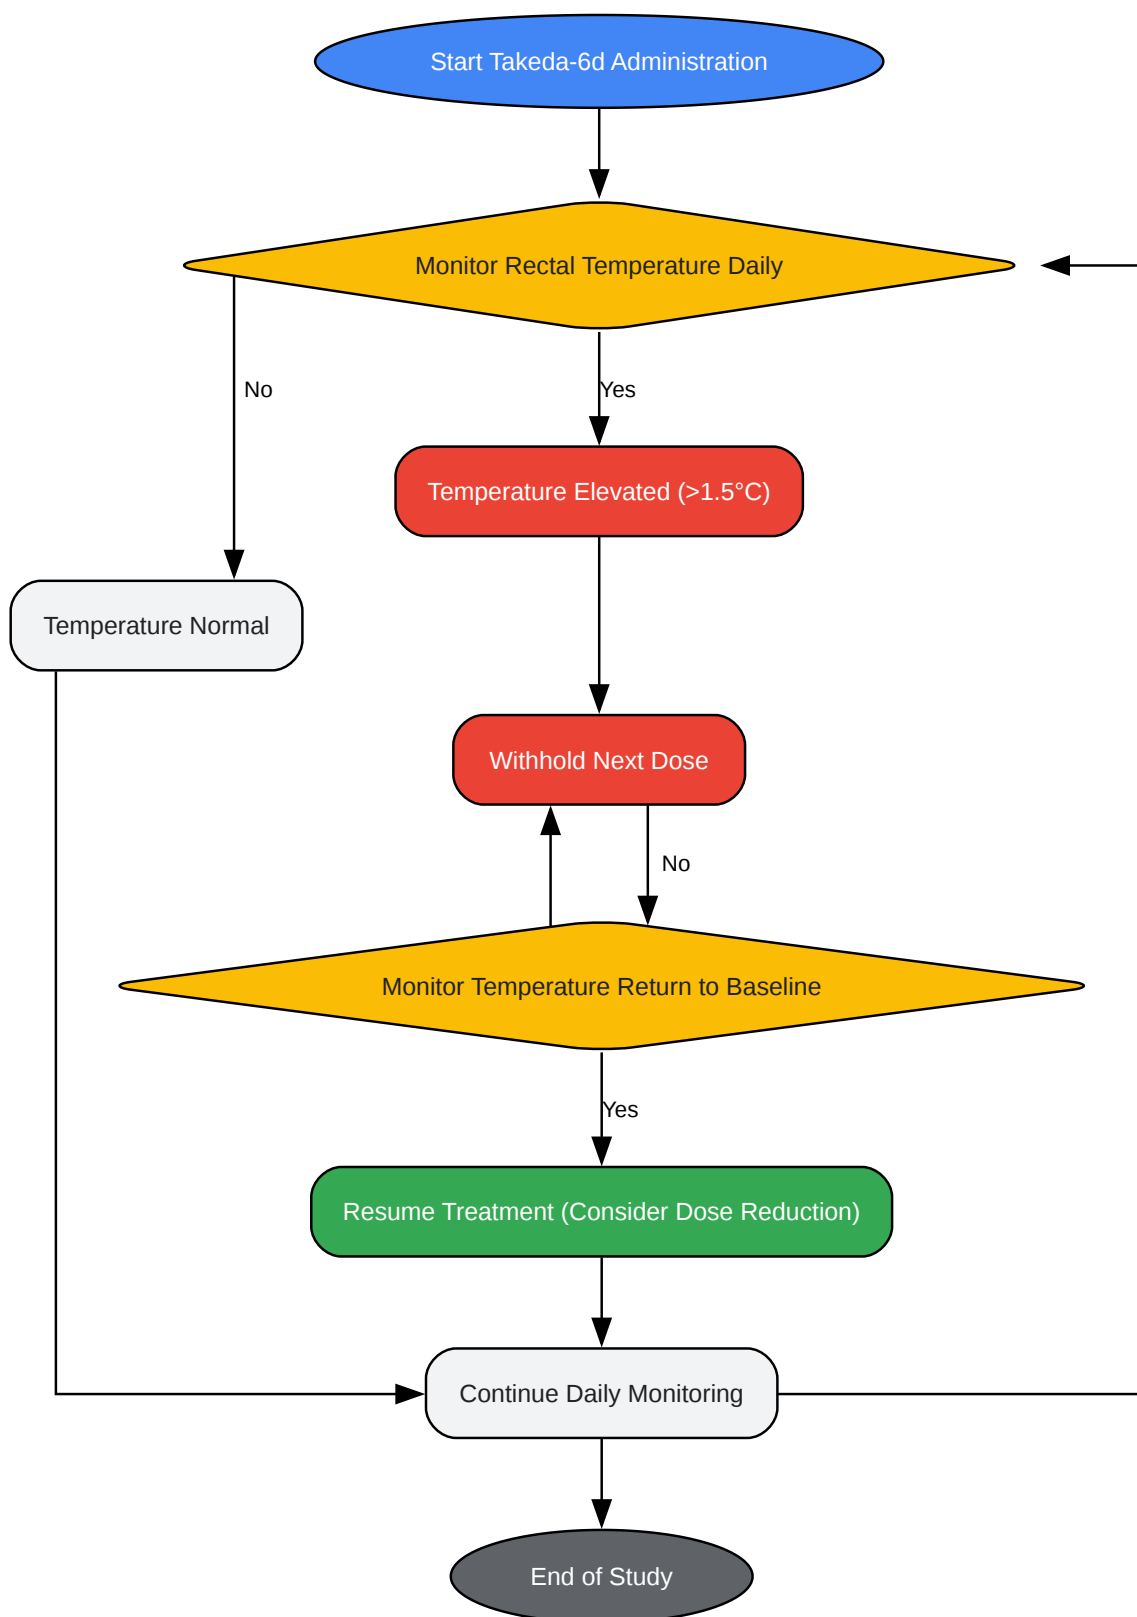 Start Takeda-6d Administration
Monitor Rectal Temperature Daily
No
Yes
Temperature Elevated (>1.5°C)
Temperature Normal
Withhold Next Dose
No
Monitor Temperature Return to Baseline
Yes
Resume Treatment (Consider Dose Reduction)
Continue Daily Monitoring
End of Study